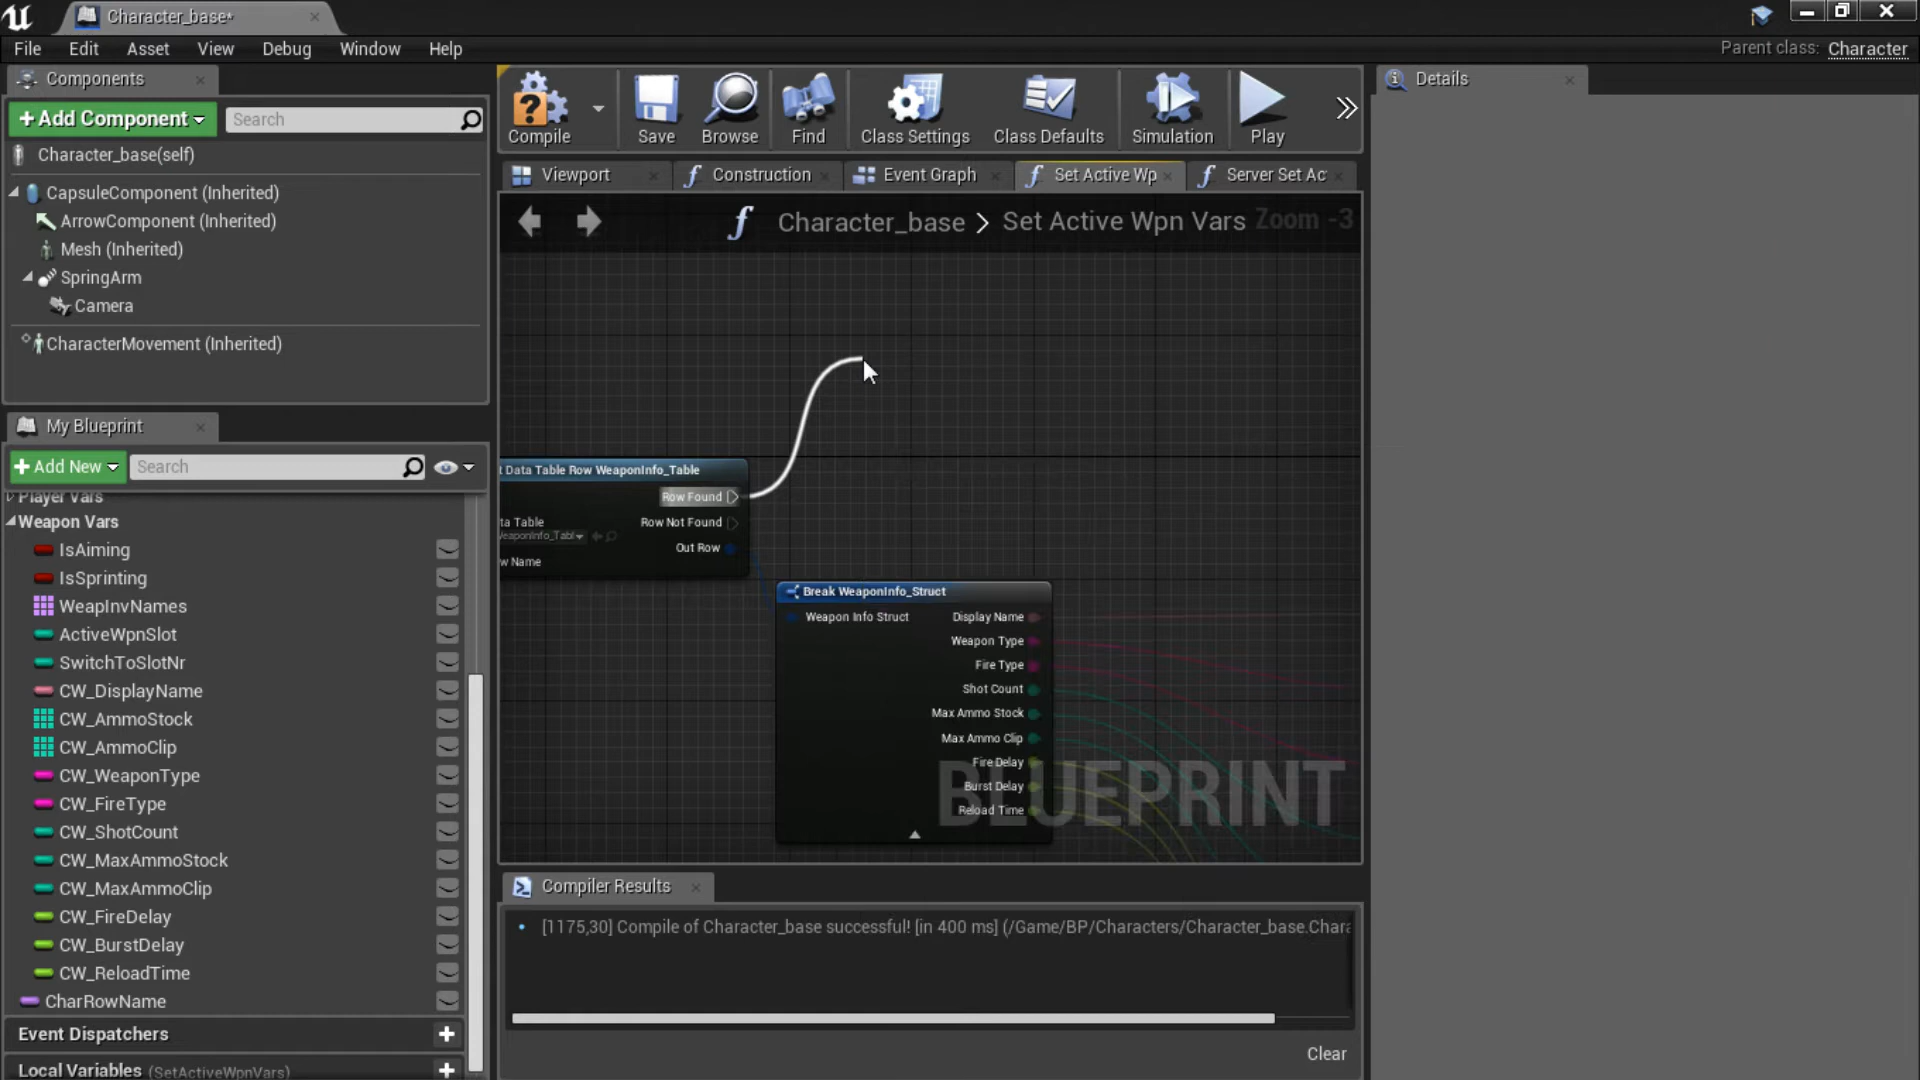 Character_base*
File Edit Asset View Debug Window Help
Parent class: Character
Components
+ Add Component
Search
Character_base(self)
CapsuleComponent (Inherited)
ArrowComponent (Inherited)
Mesh (Inherited)
SpringArm
Camera
CharacterMovement (Inherited)
My Blueprint
+ Add New
Search
Player Vars
Weapon Vars
IsAiming
IsSprinting
WeapInvNames
ActiveWpnSlot
SwitchToSlotNr
CW_DisplayName
CW_AmmoStock
CW_AmmoClip
CW_WeaponType
CW_FireType
CW_ShotCount
CW_MaxAmmoStock
CW_MaxAmmoClip
CW_FireDelay
CW_BurstDelay
CW_ReloadTime
CharRowName
Event Dispatchers
Local Variables (SetActiveWpnVars)
Compile Save Browse Find Class Settings Class Defaults Simulation Play
Viewport Construction Event Graph Set Active Wp Server Set Ac
Character_base > Set Active Wpn Vars Zoom -3
t Data Table Row WeaponInfo_Table
Row Found
ta Table Row Not Found
WeaponInfo_Tabl
Out Row
w Name
Break WeaponInfo_Struct
Weapon Info Struct Display Name
Weapon Type
Fire Type
Shot Count
Max Ammo Stock
Max Ammo Clip
Fire Delay
Burst Delay
Reload Time
BLUEPRINT
Compiler Results
[1175,30] Compile of Character_base successful! [in 400 ms] (/Game/BP/Characters/Character_base.Chara
Clear
Details